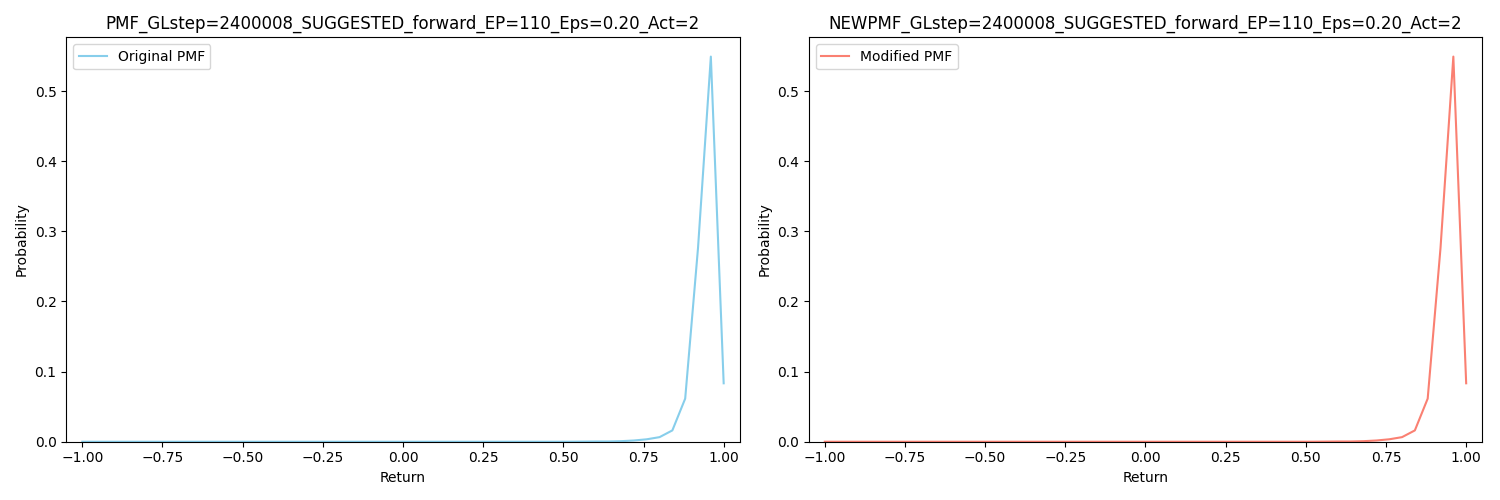 PMF_GLstep=2400008_SUGGESTED_forward_EP=110_Eps=0.20_Act=2
Original PMF
Probability
0.5
0.4
0.3
0.2
0.1
0.0
−1.00 −0.75 −0.50 −0.25 0.00 0.25 0.50 0.75 1.00
Return
NEWPMF_GLstep=2400008_SUGGESTED_forward_EP=110_Eps=0.20_Act=2
Modified PMF
Probability
0.5
0.4
0.3
0.2
0.1
0.0
−1.00 −0.75 −0.50 −0.25 0.00 0.25 0.50 0.75 1.00
Return